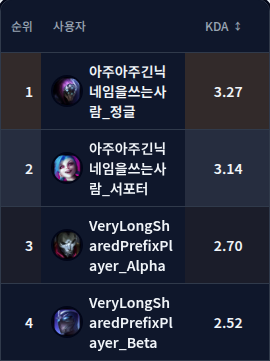 순위 사용자 KDA ↕
1 아주아주긴닉 3.27
네임을쓰는사
람_정글
2 아주아주긴닉 3.14
네임을쓰는사
람_서포터
3 VeryLongSh 2.70
aredPrefixPl
ayer_Alpha
4 VeryLongSh 2.52
aredPrefixPl
ayer_Beta